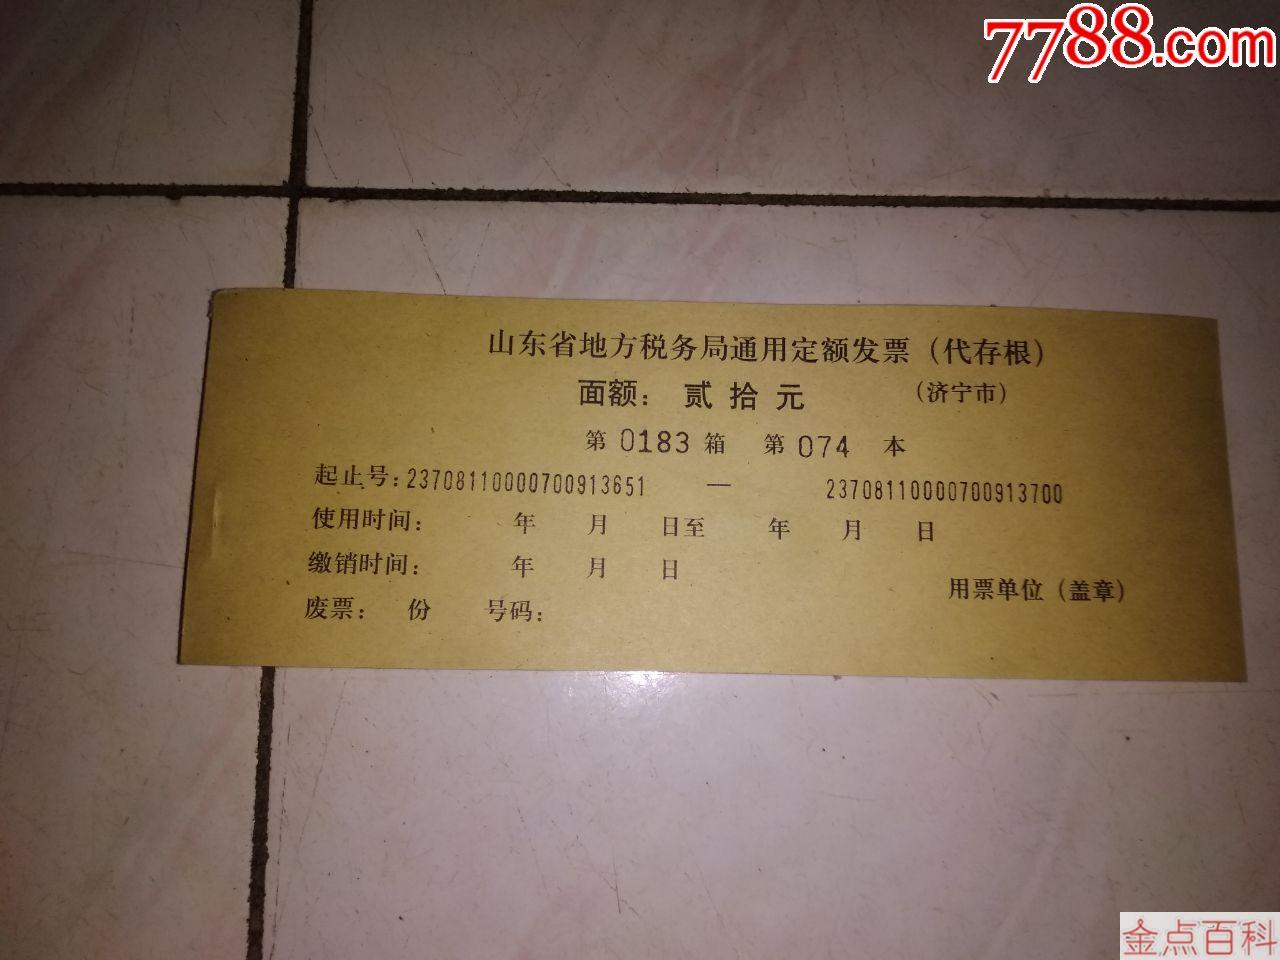 7788.com
山东省地方税务局通用定额发票（代存根）
面额：贰拾元 （济宁市）
第 0183 箱 第 074 本
起止号：237081100000700913651 — 237081100000700913700
使用时间： 年 月 日至 年 月 日
缴销时间： 年 月 日
用票单位（盖章）
废票： 份 号码：
金点百科